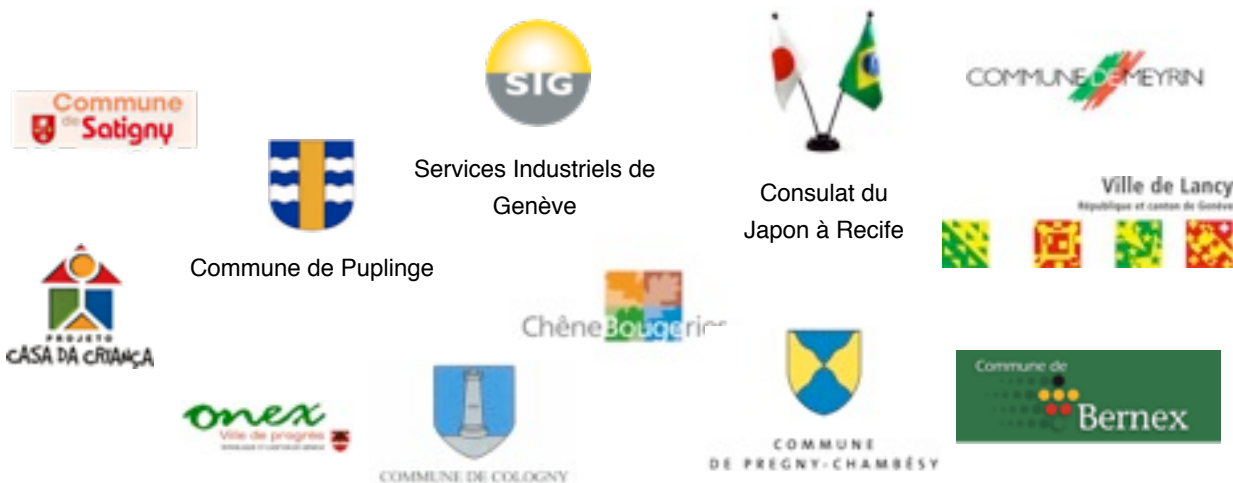 Commune
de Satigny
SIG
Services Industriels de
Genève
Consulat du
Japon à Recife
COMMUNE DE MEYRIN
Ville de Lancy
République et canton de Genève
Commune de Puplinge
PROJETO
CASA DA CRIANÇA
ChêneBougeries
onex
Ville de progrès
COMMUNE DE COLOGNY
COMMUNE
DE PREGNY-CHAMBÉSY
Commune de
Bernex